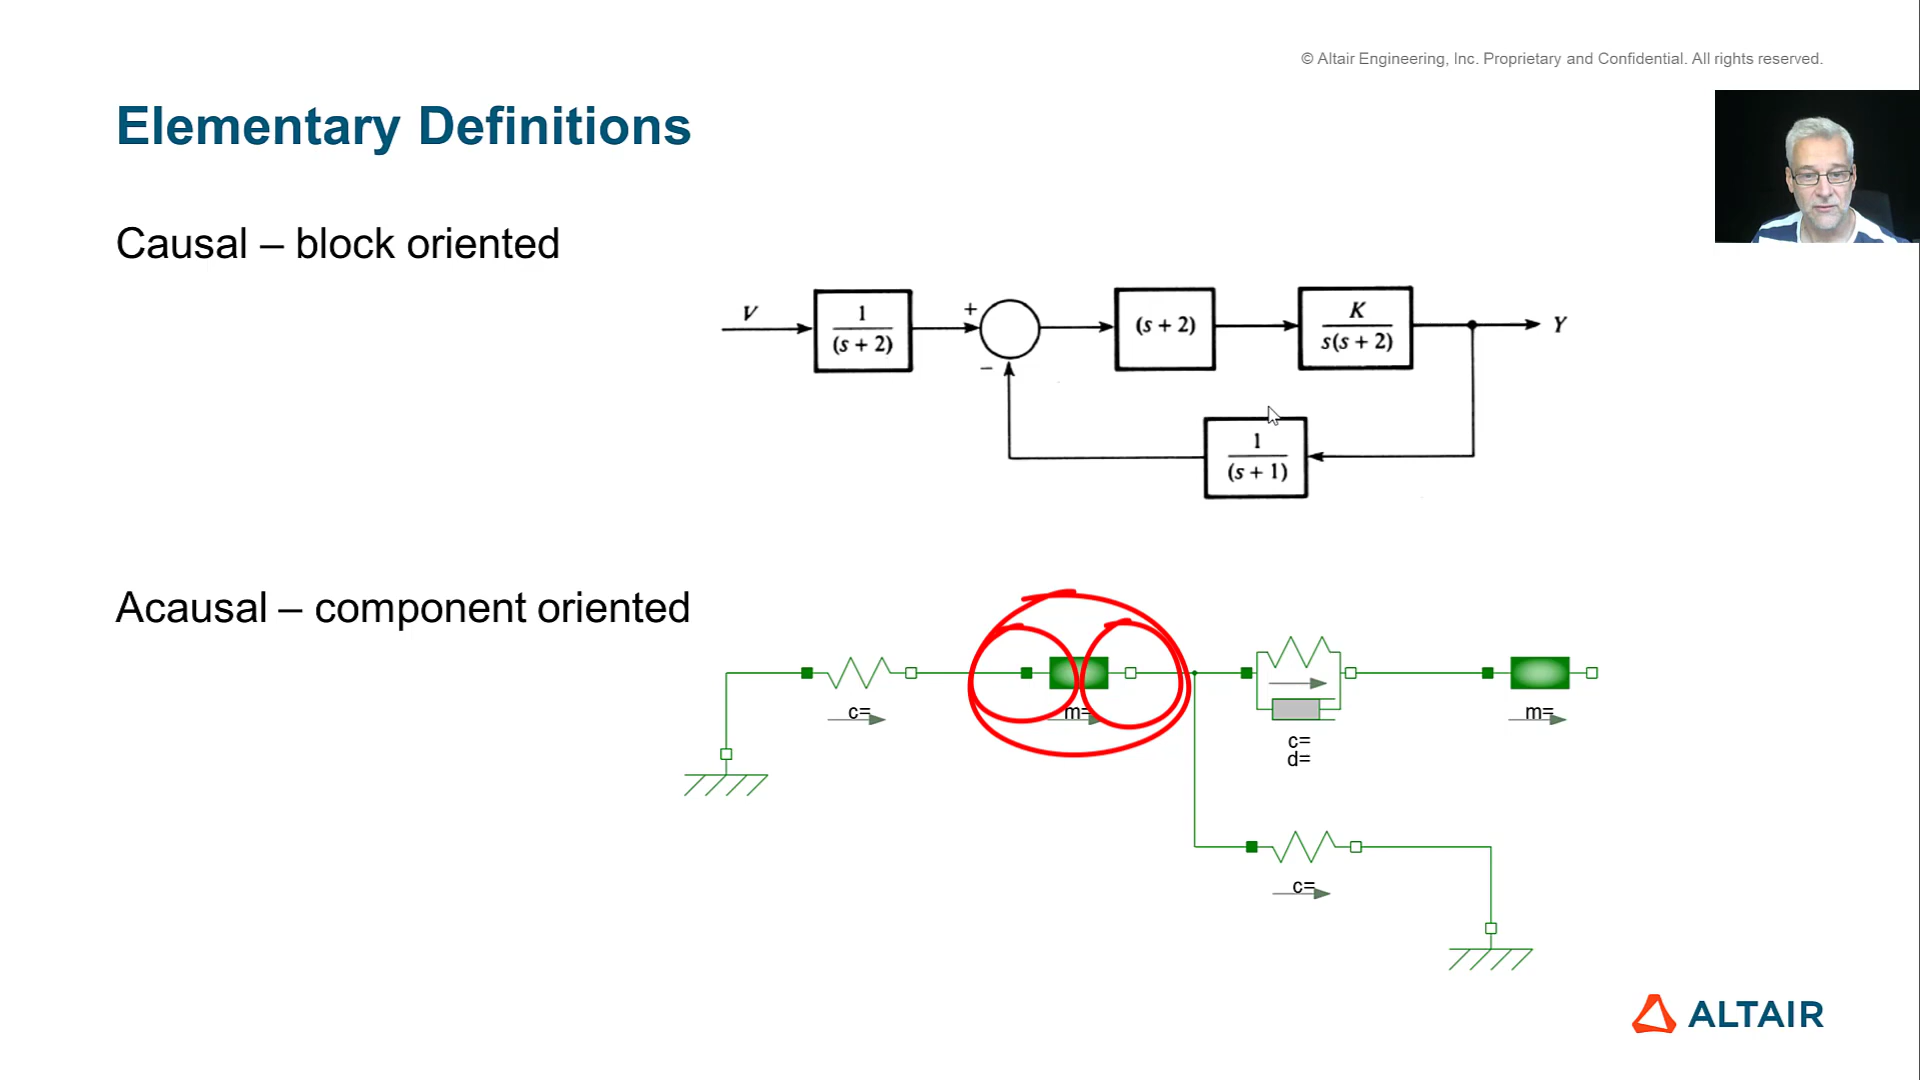 © Altair Engineering, Inc. Proprietary and Confidential. All rights reserved.
Elementary Definitions
Causal – block oriented
V
1
(s + 2)
+
−
(s + 2)
K
s(s + 2)
Y
1
(s + 1)
Acausal – component oriented
c=
m=
c=
d=
m=
c=
ALTAIR